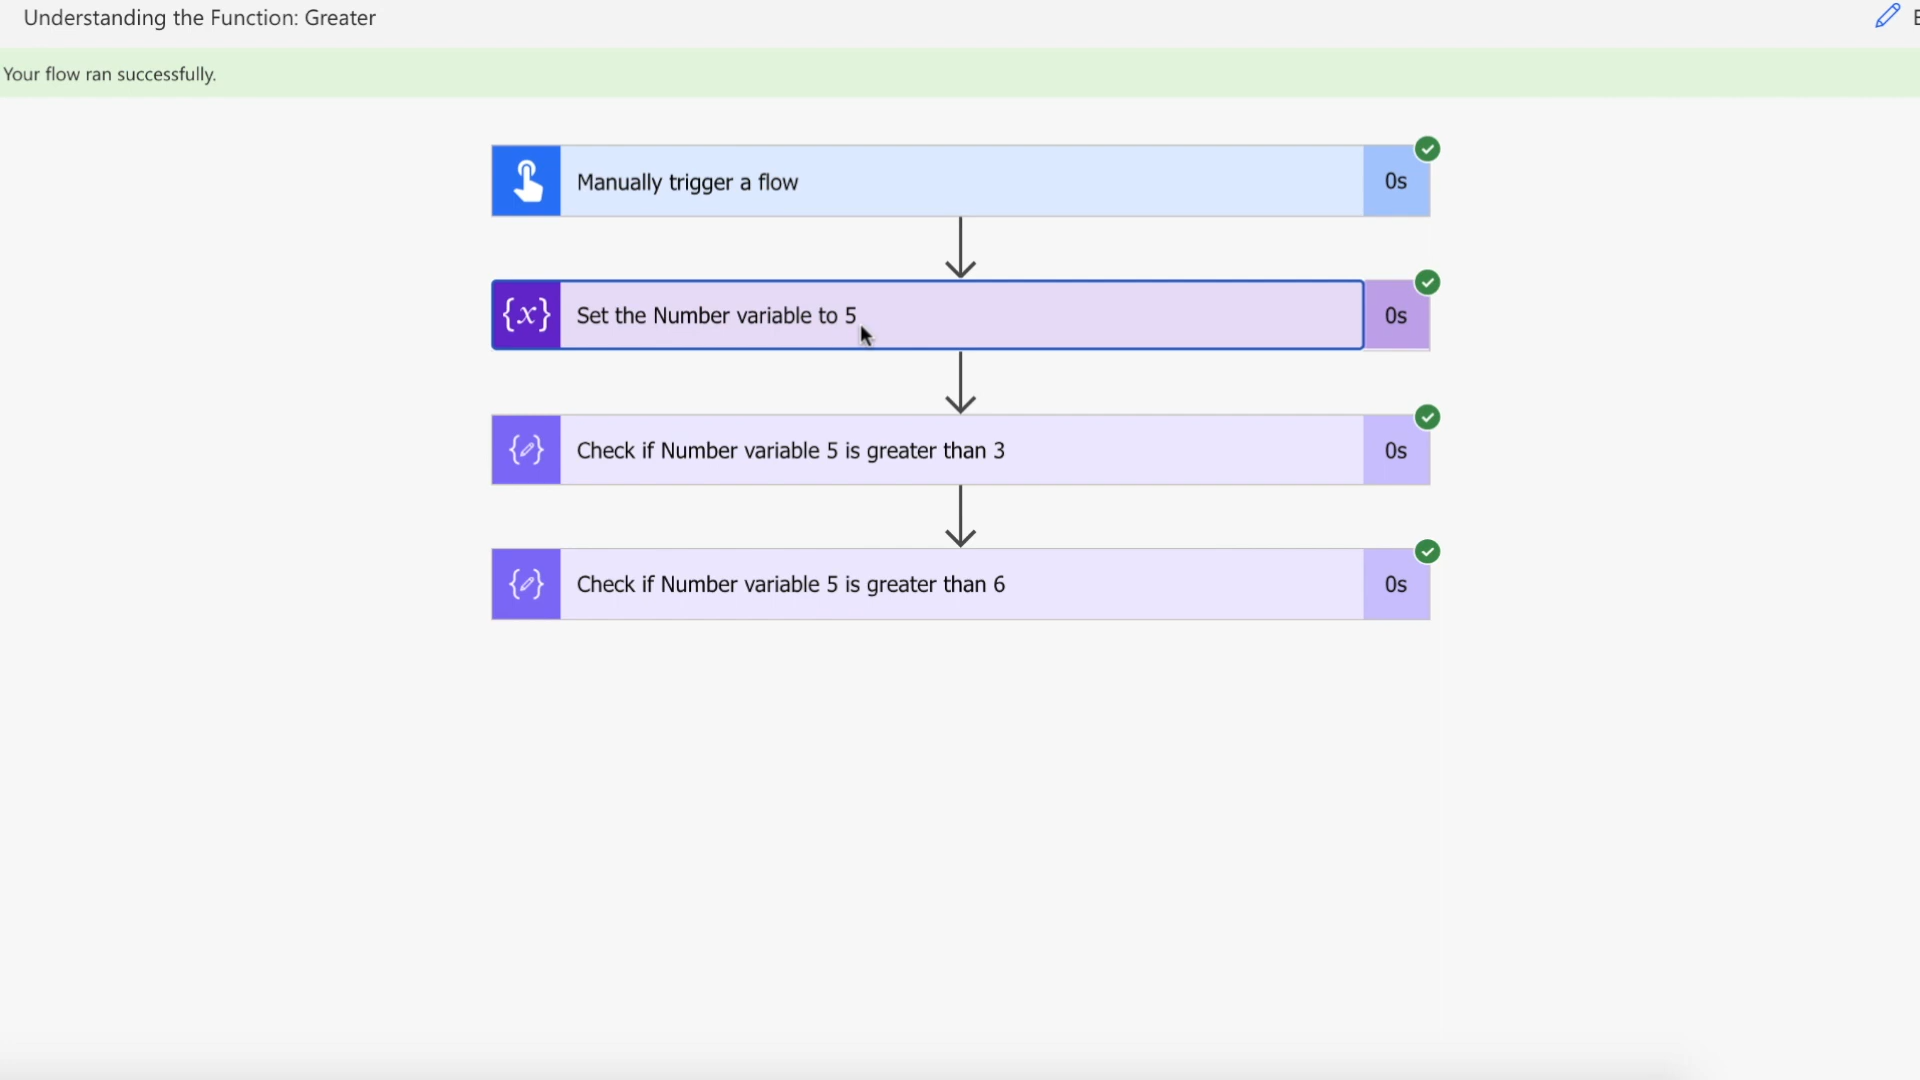 Understanding the Function: Greater
Your flow ran successfully.
Manually trigger a flow
0s
{x}
Set the Number variable to 5
0s
Check if Number variable 5 is greater than 3
0s
Check if Number variable 5 is greater than 6
0s